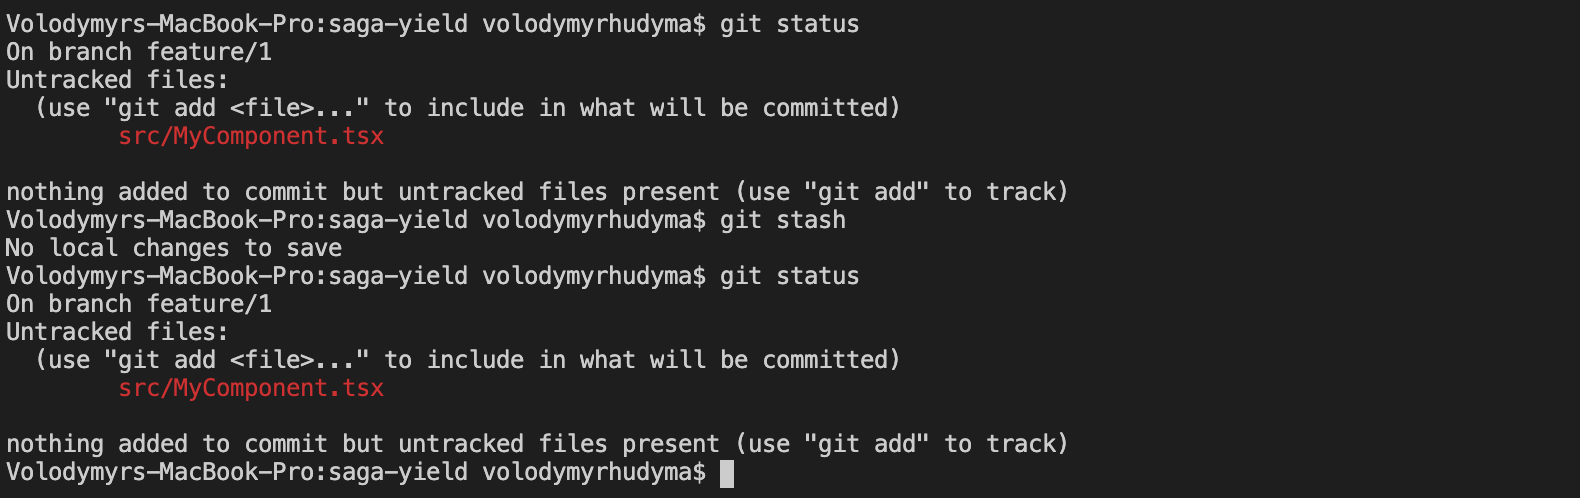 Volodymyrs-MacBook-Pro:saga-yield volodymyrhudyma$ git status
On branch feature/1
Untracked files:
  (use "git add <file>..." to include in what will be committed)
        src/MyComponent.tsx

nothing added to commit but untracked files present (use "git add" to track)
Volodymyrs-MacBook-Pro:saga-yield volodymyrhudyma$ git stash
No local changes to save
Volodymyrs-MacBook-Pro:saga-yield volodymyrhudyma$ git status
On branch feature/1
Untracked files:
  (use "git add <file>..." to include in what will be committed)
        src/MyComponent.tsx

nothing added to commit but untracked files present (use "git add" to track)
Volodymyrs-MacBook-Pro:saga-yield volodymyrhudyma$